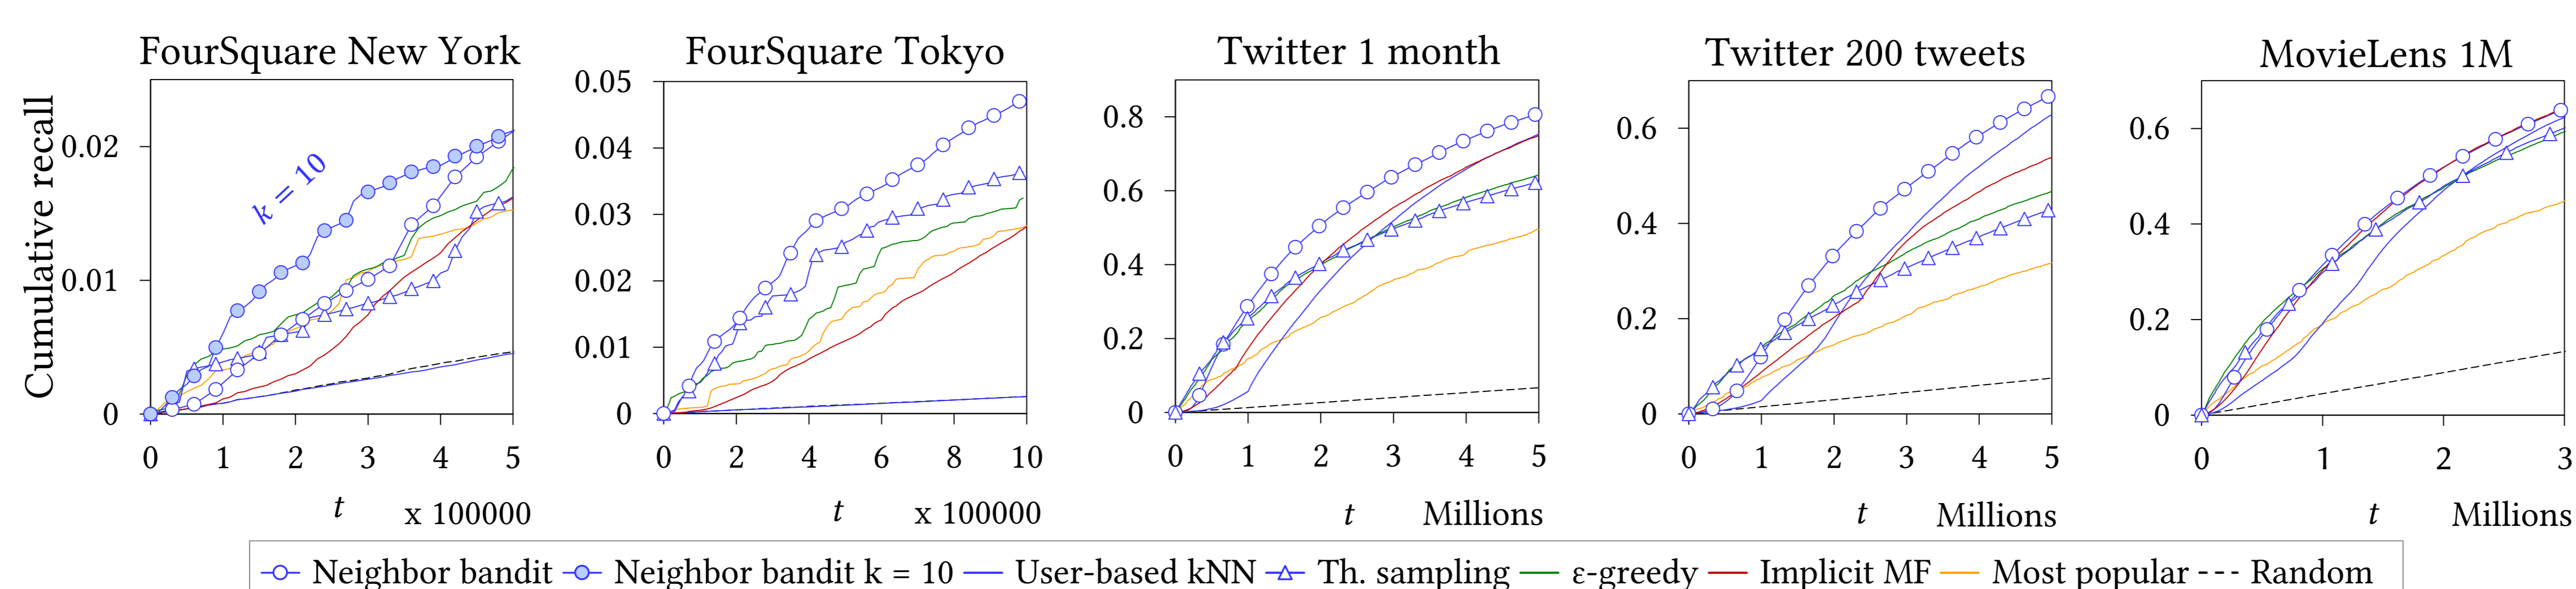 FourSquare New York
FourSquare Tokyo
Twitter 1 month
Twitter 200 tweets
MovieLens 1M
Cumulative recall
0.02
0.01
0
k = 10
0 1 2 3 4 5
t x 100000
0.05
0.04
0.03
0.02
0.01
0
0 2 4 6 8 10
t x 100000
0.8
0.6
0.4
0.2
0
0 1 2 3 4 5
t Millions
0.6
0.4
0.2
0
0 1 2 3 4 5
t Millions
0.6
0.4
0.2
0
0 1 2 3
t Millions
Neighbor bandit Neighbor bandit k = 10 User-based kNN Th. sampling ε-greedy Implicit MF Most popular Random